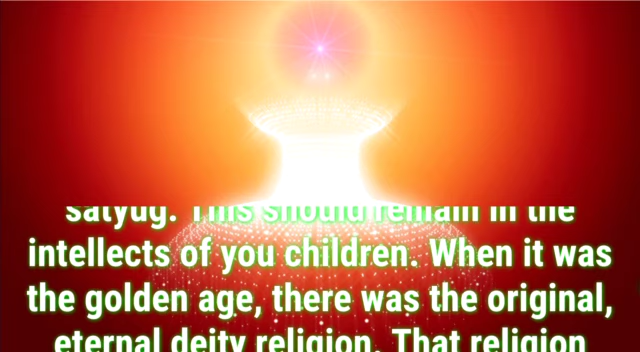 satyug. This should remain in the
intellects of you children. When it was
the golden age, there was the original,
eternal deity religion. That religion